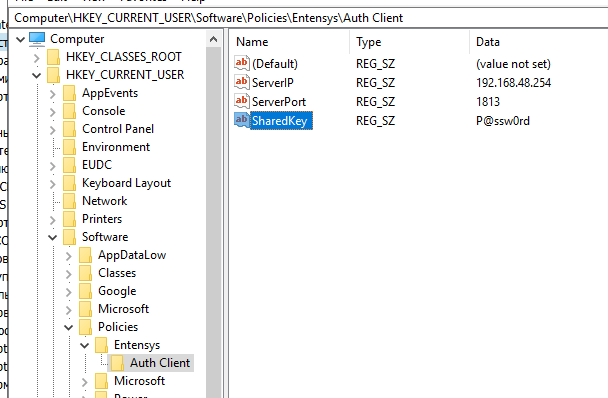 Computer\HKEY_CURRENT_USER\Software\Policies\Entensys\Auth Client
Computer
HKEY_CLASSES_ROOT
HKEY_CURRENT_USER
AppEvents
Console
Control Panel
Environment
EUDC
Keyboard Layout
Network
Printers
Software
AppDataLow
Classes
Google
Microsoft
Policies
Entensys
Auth Client
Microsoft
Name Type Data
(Default) REG_SZ (value not set)
ServerIP REG_SZ 192.168.48.254
ServerPort REG_SZ 1813
SharedKey REG_SZ P@ssw0rd